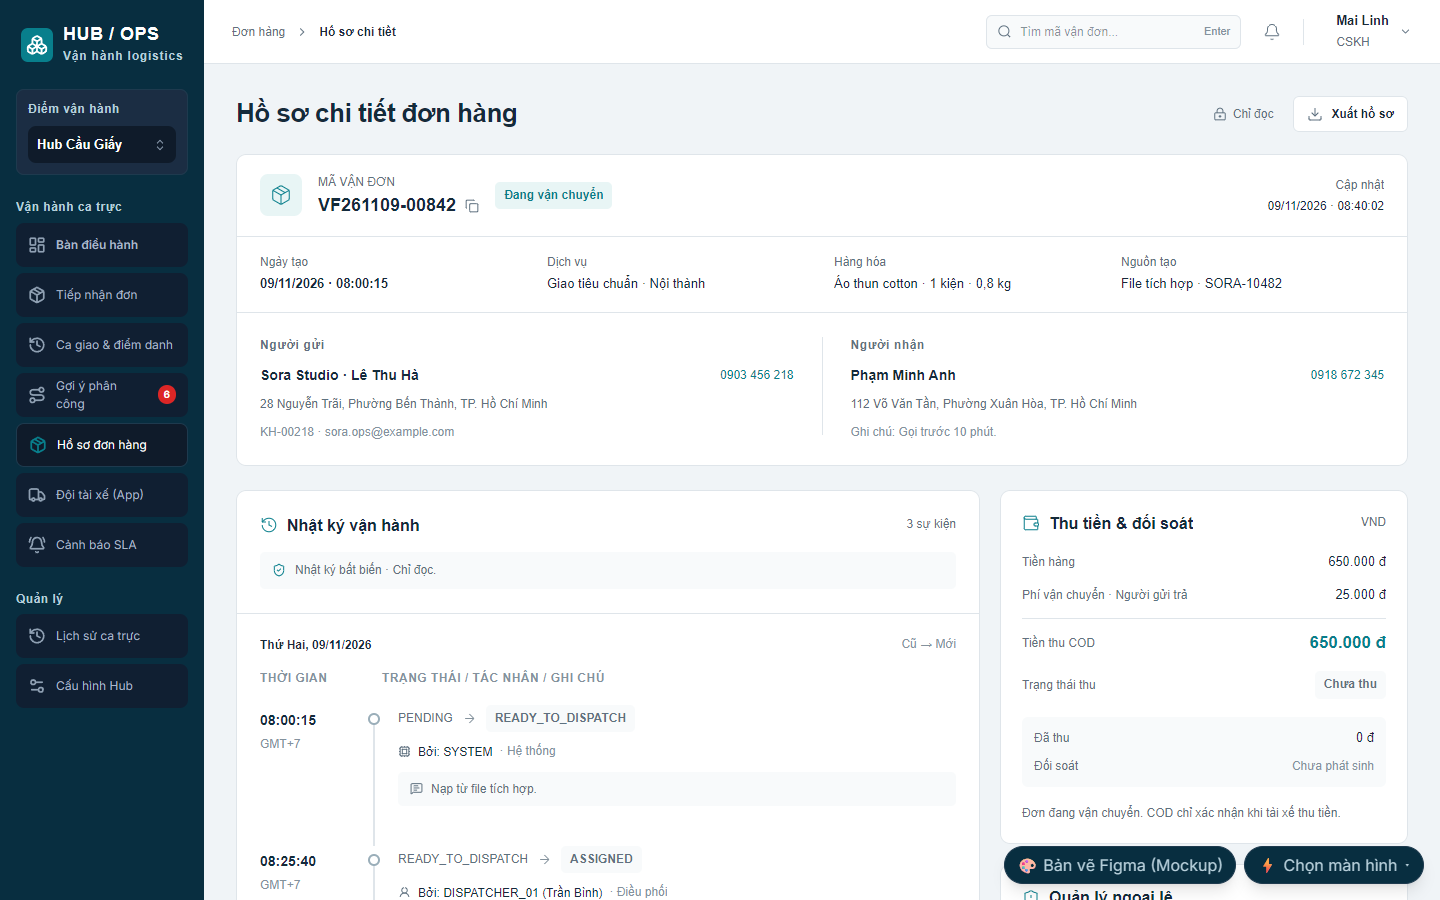 HUB / OPS
Vận hành logistics
Điểm vận hành
Hub Cầu Giấy
Vận hành ca trực
Bàn điều hành
Tiếp nhận đơn
Ca giao & điểm danh
Gợi ý phân
công
6
Hồ sơ đơn hàng
Đội tài xế (App)
Cảnh báo SLA
Quản lý
Lịch sử ca trực
Cấu hình Hub
Đơn hàng
Hồ sơ chi tiết
Tìm mã vận đơn...
Enter
Mai Linh
CSKH
Hồ sơ chi tiết đơn hàng
Chỉ đọc
Xuất hồ sơ
MÃ VẬN ĐƠN
VF261109-00842
Đang vận chuyển
Cập nhật
09/11/2026 · 08:40:02
Ngày tạo
09/11/2026 · 08:00:15
Dịch vụ
Giao tiêu chuẩn · Nội thành
Hàng hóa
Áo thun cotton · 1 kiện · 0,8 kg
Nguồn tạo
File tích hợp · SORA-10482
Người gửi
Sora Studio · Lê Thu Hà
0903 456 218
28 Nguyễn Trãi, Phường Bến Thành, TP. Hồ Chí Minh
KH-00218 · sora.ops@example.com
Người nhận
Phạm Minh Anh
0918 672 345
112 Võ Văn Tần, Phường Xuân Hòa, TP. Hồ Chí Minh
Ghi chú: Gọi trước 10 phút.
Nhật ký vận hành
3 sự kiện
Nhật ký bất biến · Chỉ đọc.
Thứ Hai, 09/11/2026
Cũ → Mới
THỜI GIAN
TRẠNG THÁI / TÁC NHÂN / GHI CHÚ
08:00:15
GMT+7
PENDING → READY_TO_DISPATCH
Bởi: SYSTEM · Hệ thống
Nạp từ file tích hợp.
08:25:40
GMT+7
READY_TO_DISPATCH → ASSIGNED
Bởi: DISPATCHER_01 (Trần Bình) · Điều phối
Thu tiền & đối soát
VND
Tiền hàng
650.000 đ
Phí vận chuyển · Người gửi trả
25.000 đ
Tiền thu COD
650.000 đ
Trạng thái thu
Chưa thu
Đã thu
0 đ
Đối soát
Chưa phát sinh
Đơn đang vận chuyển. COD chỉ xác nhận khi tài xế thu tiền.
Bản vẽ Figma (Mockup)
Chọn màn hình ·
Quản lý ngoại lệ